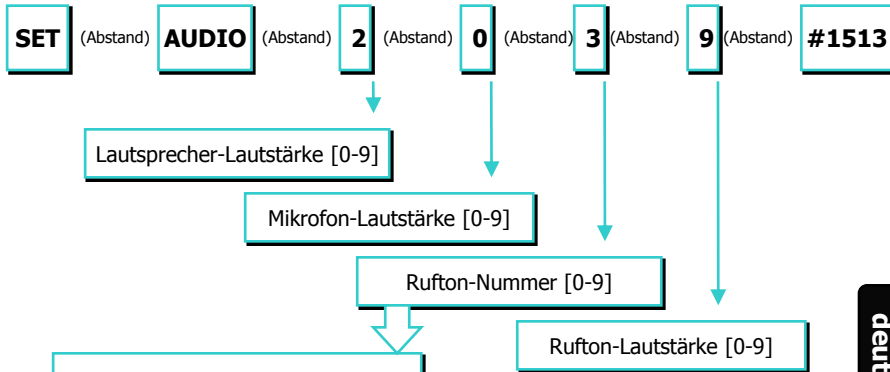 SET (Abstand) AUDIO (Abstand) 2 (Abstand) 0 (Abstand) 3 (Abstand) 9 (Abstand) #1513
Lautsprecher-Lautstärke [0-9]
Mikrofon-Lautstärke [0-9]
Rufton-Nummer [0-9]
Rufton-Lautstärke [0-9]